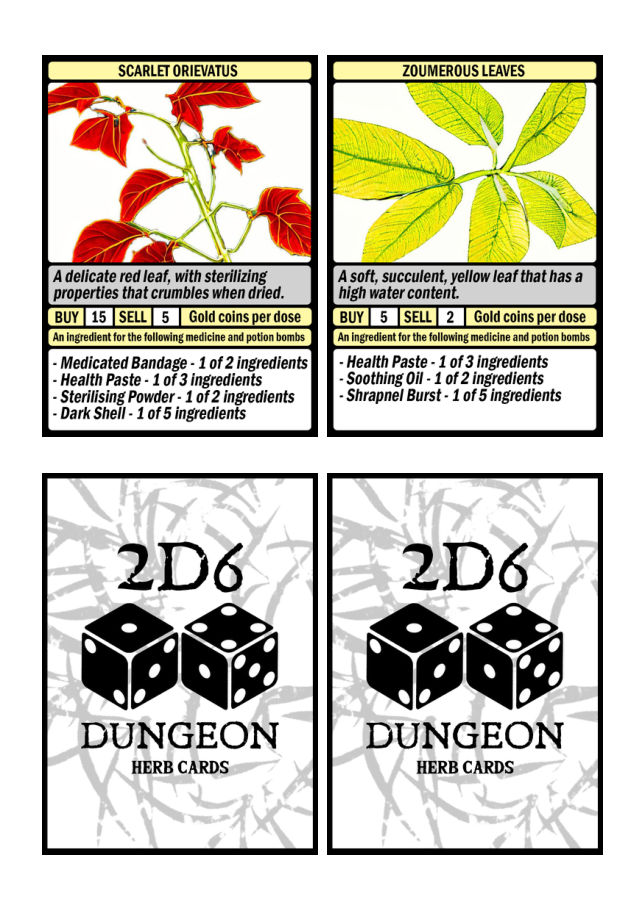 SCARLET ORIEVATUS
A delicate red leaf, with sterilizing
properties that crumbles when dried.
BUY 15 SELL 5 Gold coins per dose
An ingredient for the following medicine and potion bombs
- Medicated Bandage - 1 of 2 ingredients
- Health Paste - 1 of 3 ingredients
- Sterilising Powder - 1 of 2 ingredients
- Dark Shell - 1 of 5 ingredients
ZOUMEROUS LEAVES
A soft, succulent, yellow leaf that has a
high water content.
BUY 5 SELL 2 Gold coins per dose
An ingredient for the following medicine and potion bombs
- Health Paste - 1 of 3 ingredients
- Soothing Oil - 1 of 2 ingredients
- Shrapnel Burst - 1 of 5 ingredients
2D6
DUNGEON
HERB CARDS
2D6
DUNGEON
HERB CARDS